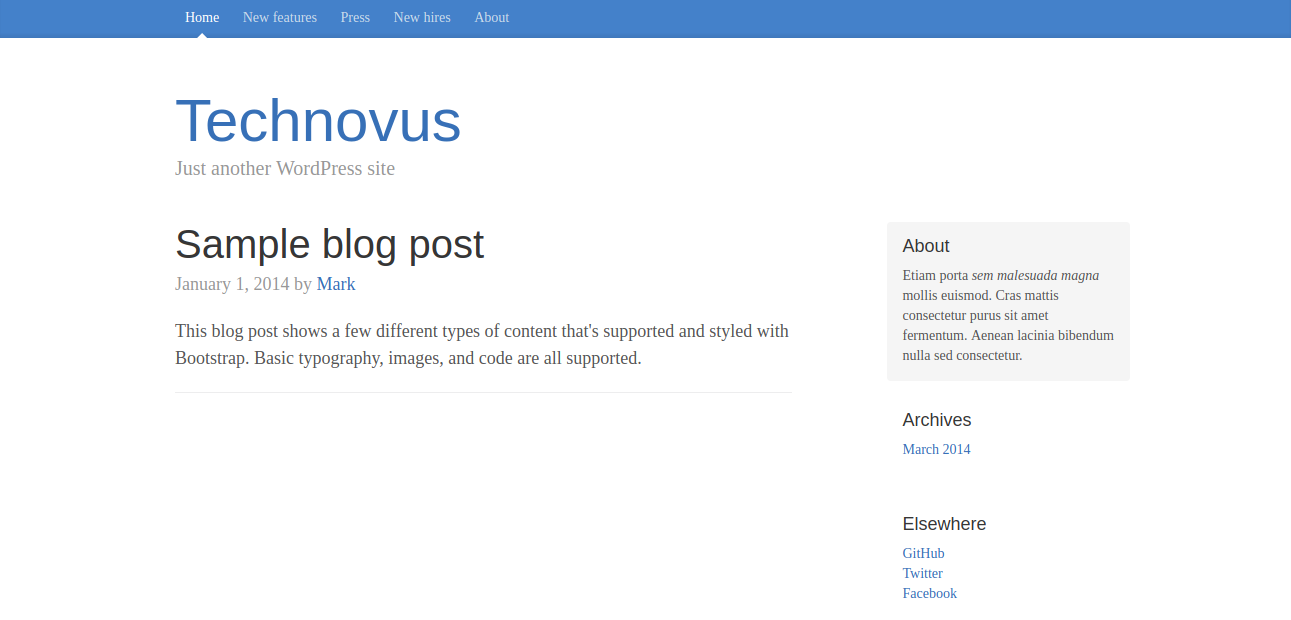 Home New features Press New hires About
Technovus
Just another WordPress site
Sample blog post
January 1, 2014 by Mark
This blog post shows a few different types of content that's supported and styled with
Bootstrap. Basic typography, images, and code are all supported.
About
Etiam porta sem malesuada magna
mollis euismod. Cras mattis
consectetur purus sit amet
fermentum. Aenean lacinia bibendum
nulla sed consectetur.
Archives
March 2014
Elsewhere
GitHub
Twitter
Facebook